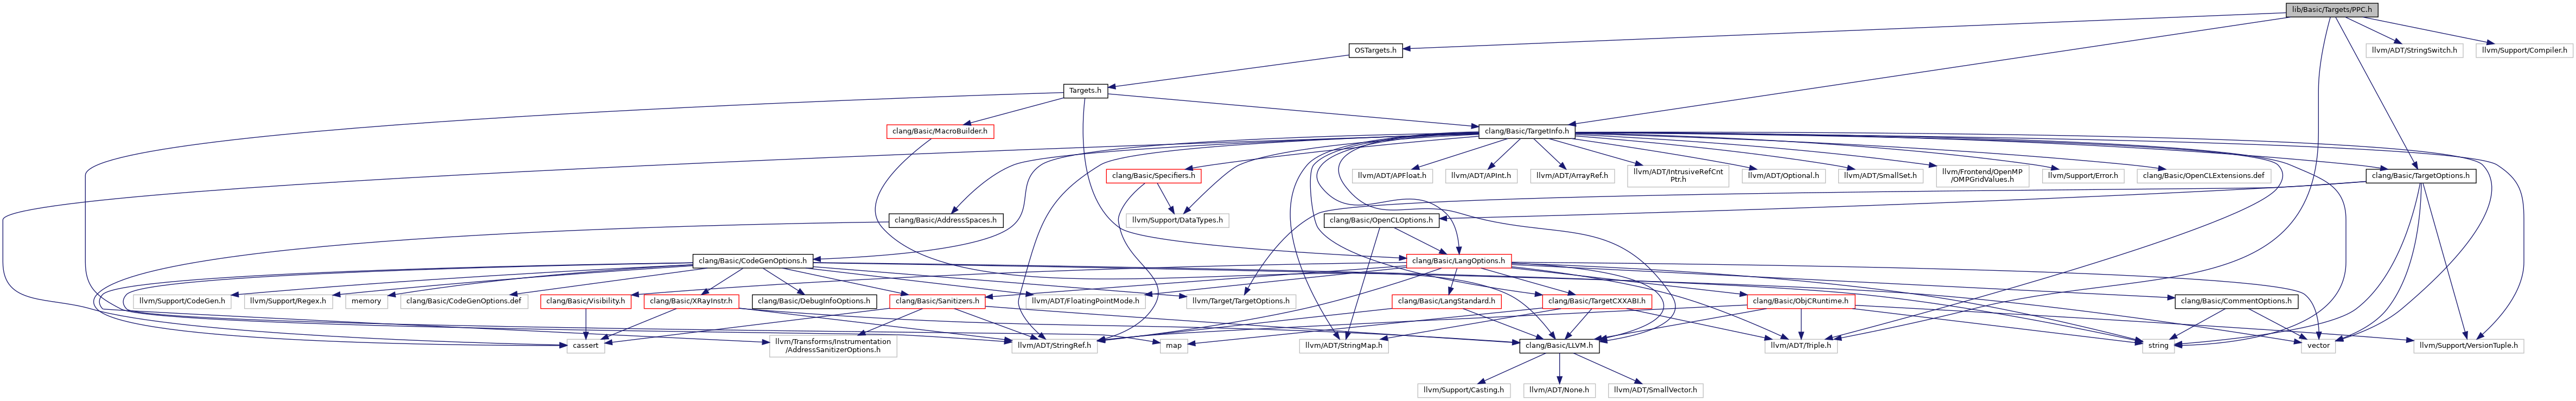 lib/Basic/Targets/PPC.h
OSTargets.h
llvm/ADT/StringSwitch.h
llvm/Support/Compiler.h
Targets.h
clang/Basic/MacroBuilder.h
clang/Basic/TargetInfo.h
clang/Basic/Specifiers.h
llvm/ADT/APFloat.h
llvm/ADT/APInt.h
llvm/ADT/ArrayRef.h
llvm/ADT/IntrusiveRefCnt
Ptr.h
llvm/ADT/Optional.h
llvm/ADT/SmallSet.h
llvm/Frontend/OpenMP
/OMPGridValues.h
llvm/Support/Error.h
clang/Basic/OpenCLExtensions.def
clang/Basic/TargetOptions.h
clang/Basic/AddressSpaces.h
llvm/Support/DataTypes.h
clang/Basic/OpenCLOptions.h
clang/Basic/CodeGenOptions.h
clang/Basic/LangOptions.h
llvm/Support/CodeGen.h
llvm/Support/Regex.h
memory
clang/Basic/CodeGenOptions.def
clang/Basic/Visibility.h
clang/Basic/XRayInstr.h
clang/Basic/DebugInfoOptions.h
clang/Basic/Sanitizers.h
llvm/ADT/FloatingPointMode.h
llvm/Target/TargetOptions.h
clang/Basic/LangStandard.h
clang/Basic/TargetCXXABI.h
clang/Basic/ObjCRuntime.h
clang/Basic/CommentOptions.h
cassert
llvm/Transforms/Instrumentation
/AddressSanitizerOptions.h
llvm/ADT/StringRef.h
map
llvm/ADT/StringMap.h
clang/Basic/LLVM.h
llvm/ADT/Triple.h
string
vector
llvm/Support/VersionTuple.h
llvm/Support/Casting.h
llvm/ADT/None.h
llvm/ADT/SmallVector.h